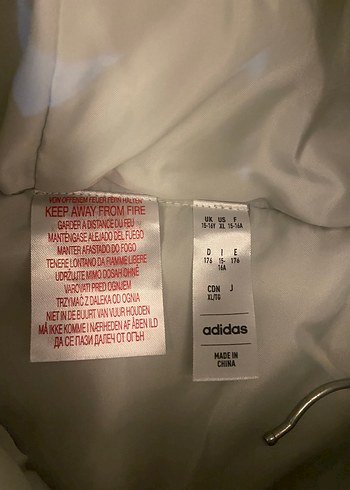 VON OFFENEM FEUER FERN HALTEN
KEEP AWAY FROM FIRE
GARDER À DISTANCE DU FEU
MANTÉNGASE ALEJADO DEL FUEGO
MANTER AFASTADO DO FOGO
TENERE LONTANO DA FIAMME LIBERE
UDRŽUJTE MIMO DOSAH OHNĚ
VAROVATI PRED OGNJEM
TRZYMAĆ Z DALEKA OD OGNIA
NIET IN DE BUURT VAN VUUR HOUDEN
MÅ IKKE KOMME I NÆRHEDEN AF ÅBEN ILD
ДА СЕ ПАЗИ ДАЛЕЧ ОТ ОГЪН
UK US F
15-16Y XL 15-16A
D I E
176 15- 176
16A
CDN J
XL/TG
adidas
MADE IN
CHINA